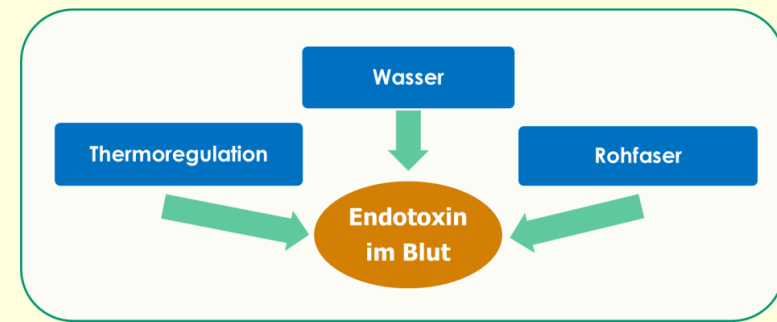 Wasser
Thermoregulation
Rohfaser
Endotoxin
im Blut